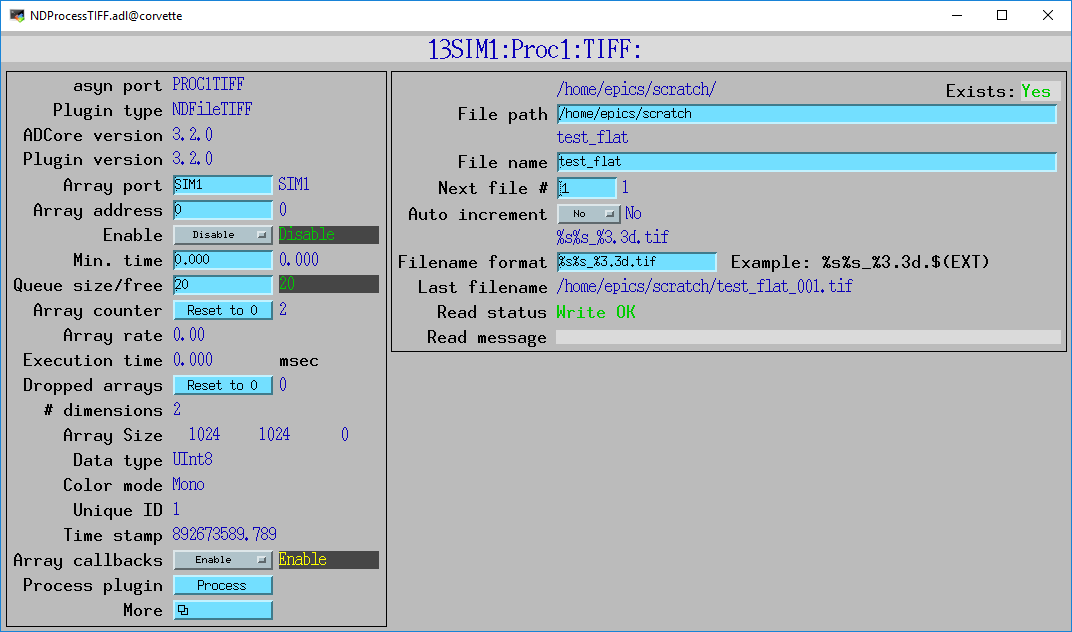 NDProcessTIFF.adl@corvette
13SIM1:Proc1:TIFF:
asyn port PROC1TIFF
Plugin type NDFileTIFF
ADCore version 3.2.0
Plugin version 3.2.0
Array port SIM1 SIM1
Array address 0 0
Enable Disable Disable
Min. time 0.000 0.000
Queue size/free 20 20
Array counter Reset to 0 2
Array rate 0.00
Execution time 0.000 msec
Dropped arrays Reset to 0 0
# dimensions 2
Array Size 1024 1024 0
Data type UInt8
Color mode Mono
Unique ID 1
Time stamp 892673589.789
Array callbacks Enable Enable
Process plugin Process
More
/home/epics/scratch/ Exists: Yes
File path /home/epics/scratch
test_flat
File name test_flat
Next file # 1 1
Auto increment No No
%s%s_%3.3d.tif
Filename format %s%s_%3.3d.tif Example: %s%s_%3.3d.$(EXT)
Last filename /home/epics/scratch/test_flat_001.tif
Read status Write OK
Read message